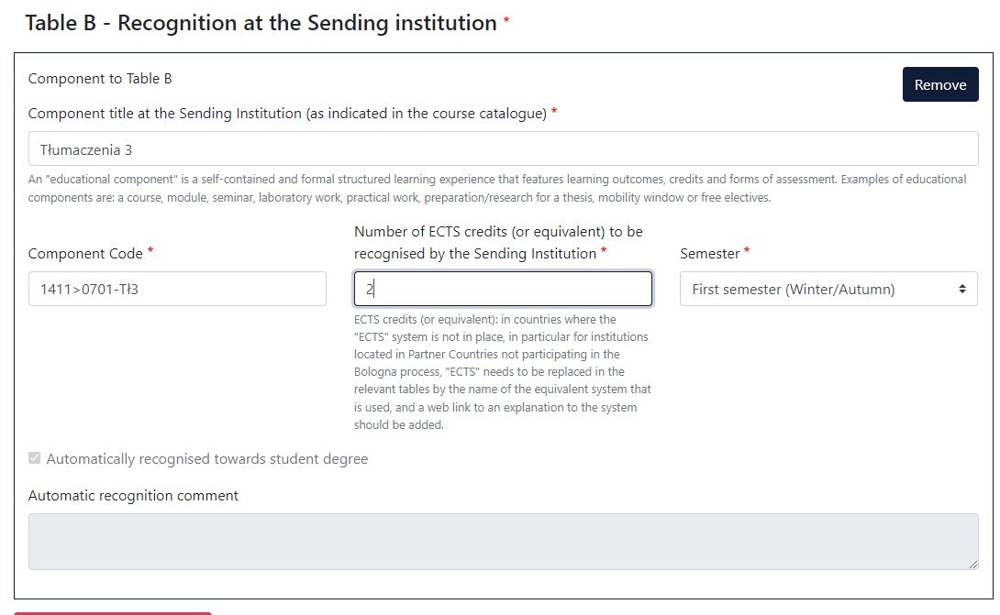 Table B - Recognition at the Sending institution *
Component to Table B
Remove
Component title at the Sending Institution (as indicated in the course catalogue) *
Tłumaczenia 3
An "educational component" is a self-contained and formal structured learning experience that features learning outcomes, credits and forms of assessment. Examples of educational
components are: a course, module, seminar, laboratory work, practical work, preparation/research for a thesis, mobility window or free electives.
Component Code *
1411>0701-Tł3
Number of ECTS credits (or equivalent) to be
recognised by the Sending Institution *
2
ECTS credits (or equivalent): in countries where the
"ECTS" system is not in place, in particular for institutions
located in Partner Countries not participating in the
Bologna process, "ECTS" needs to be replaced in the
relevant tables by the name of the equivalent system that
is used, and a web link to an explanation to the system
should be added.
Semester *
First semester (Winter/Autumn)
Automatically recognised towards student degree
Automatic recognition comment